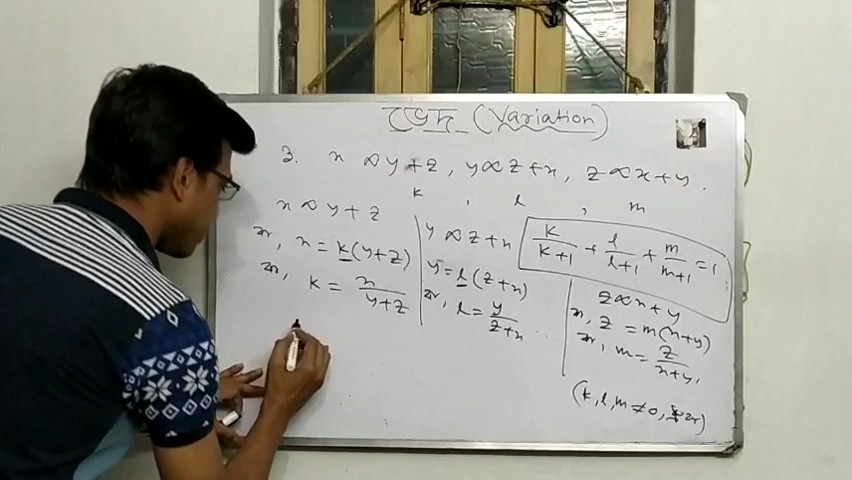 ভেদ (Variation)
3. x ∝ y + z, y ∝ z + x, z ∝ x + y.
k , l , m
x ∝ y + z
বা, x = k(y+z)
বা, k = x/(y+z)
y ∝ z + x
y = l(z+x)
বা, l = y/(z+x)
k/(k+1) + l/(l+1) + m/(m+1) = 1
z ∝ x + y
বা, z = m(x+y)
বা, m = z/(x+y)
(k, l, m ≠ 0,